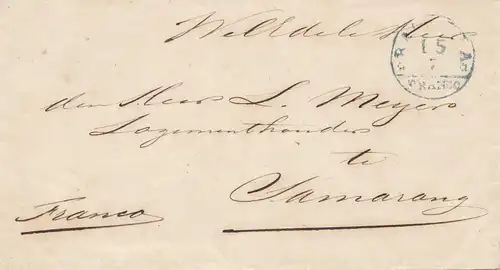 WelEdele Heer
den Heer L. Meyers
Logementhouder
te
Samarang
Franco
15
7
FRANCO